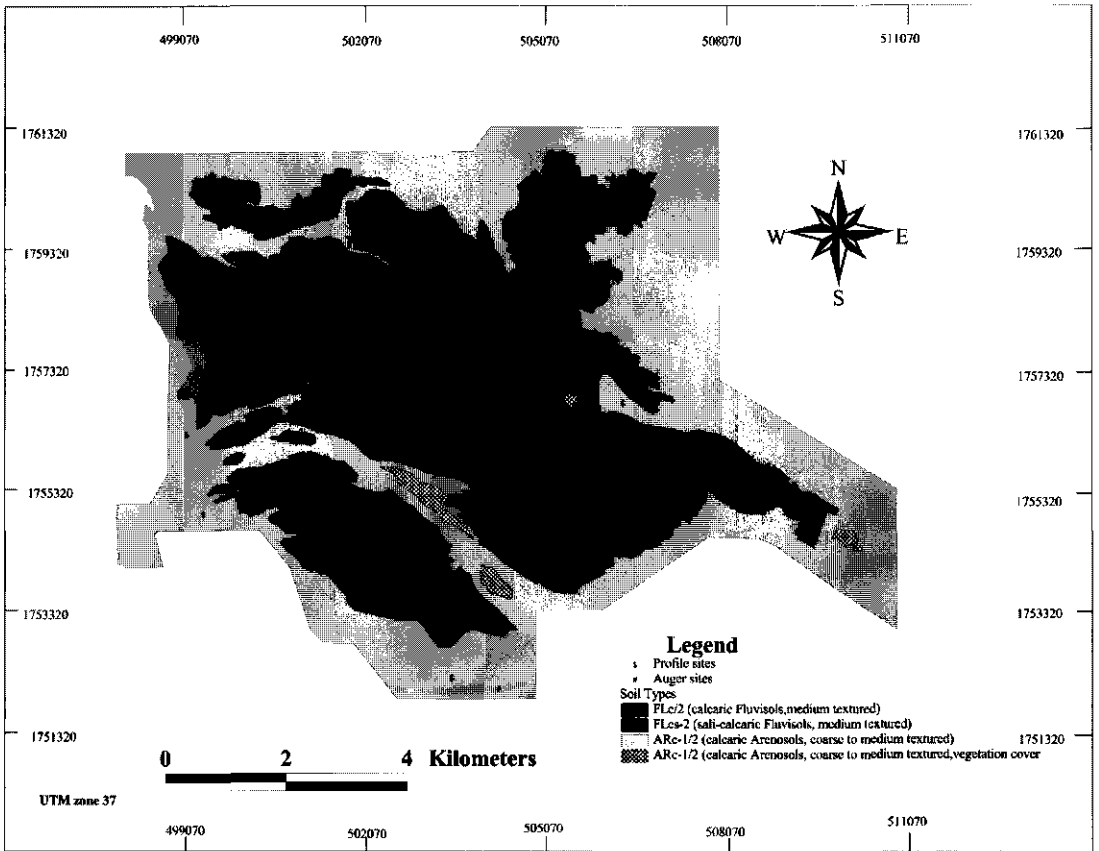 499070 502070 505070 508070 511070
1761320 1761320
N
W E
S
1759320 1759320
1757320 1757320
1755320 1755320
1753320 1753320
Legend
Profile sites
Auger sites
Soil Types
FLc/2 (calcaric Fluvisols,medium textured)
FLcs-2 (sali-calcaric Fluvisols, medium textured)
ARc-1/2 (calcaric Arenosols, coarse to medium textured)
ARc-1/2 (calcaric Arenosols, coarse to medium textured,vegetation cover
1751320 1751320
0 2 4 Kilometers
UTM zone 37
499070 502070 505070 508070 511070